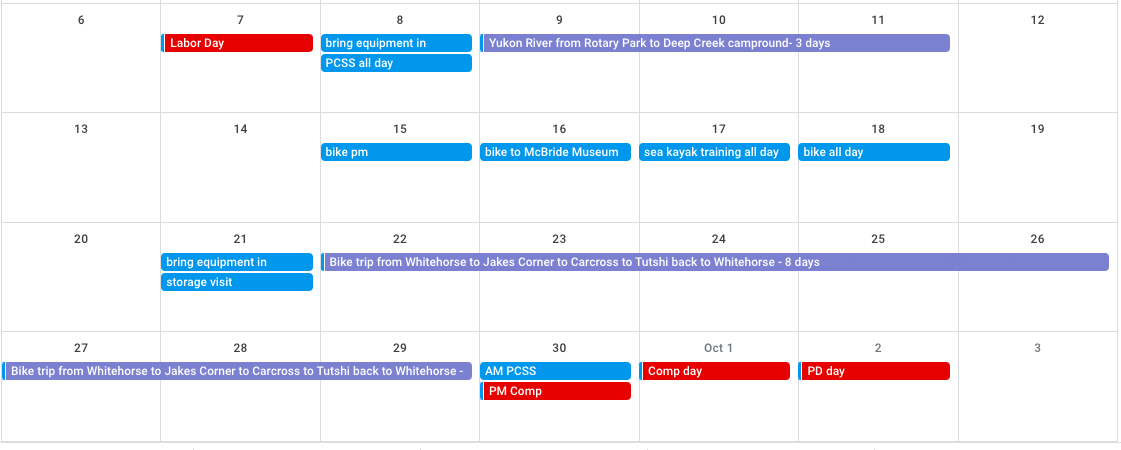 6 7 8 9 10 11 12
Labor Day
bring equipment in
Yukon River from Rotary Park to Deep Creek campround- 3 days
PCSS all day
13 14 15 16 17 18 19
bike pm
bike to McBride Museum
sea kayak training all day
bike all day
20 21 22 23 24 25 26
bring equipment in
Bike trip from Whitehorse to Jakes Corner to Carcross to Tutshi back to Whitehorse - 8 days
storage visit
27 28 29 30 Oct 1 2 3
Bike trip from Whitehorse to Jakes Corner to Carcross to Tutshi back to Whitehorse -
AM PCSS
Comp day
PD day
PM Comp